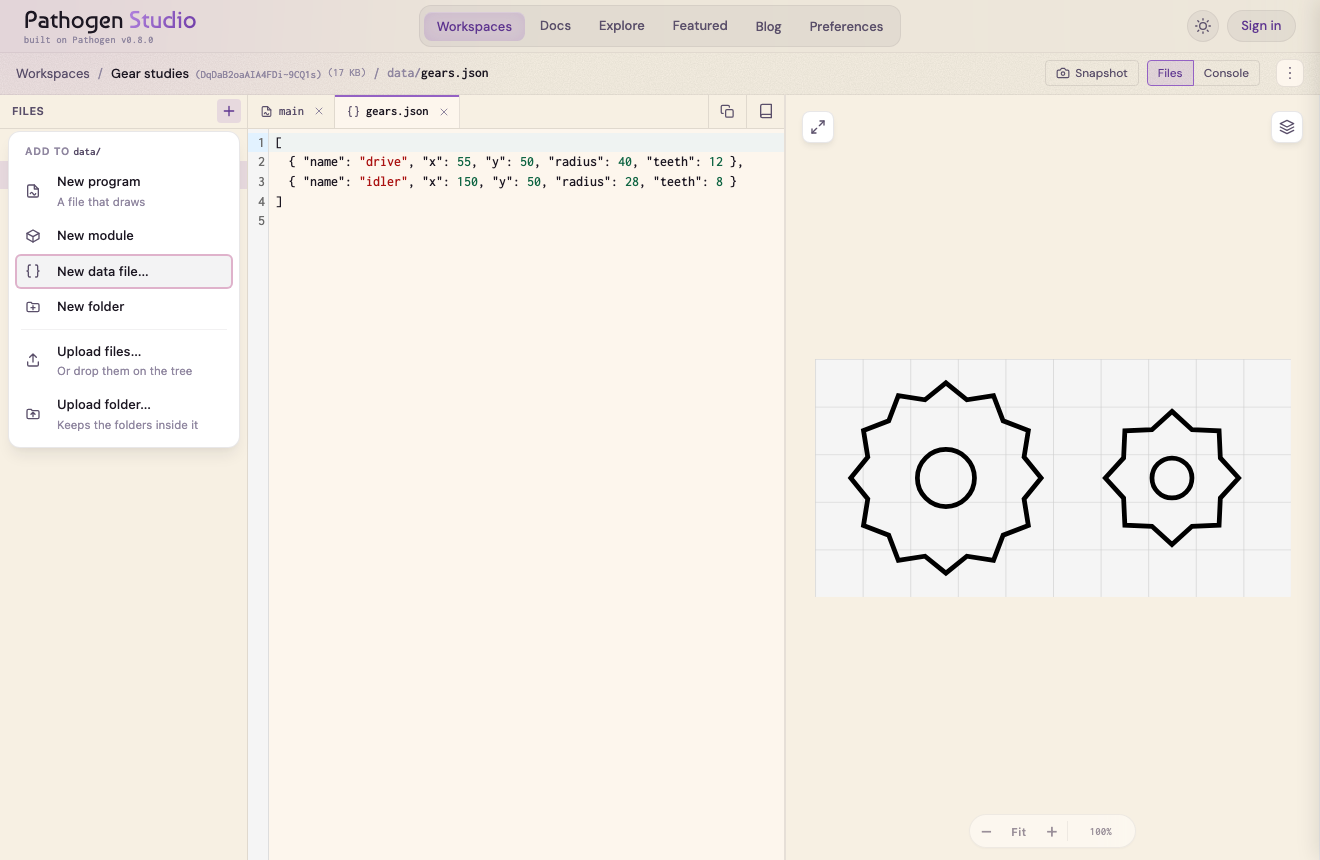 Pathogen Studio
built on Pathogen v0.8.0
Workspaces
Docs
Explore
Featured
Blog
Preferences
Sign in
Workspaces / Gear studies (DqDaB2oaAIA4FDi-9CQ1s) (17 KB) / data/gears.json
Snapshot
Files
Console
FILES
main
{} gears.json
ADD TO data/
New program
A file that draws
New module
New data file...
New folder
Upload files...
Or drop them on the tree
Upload folder...
Keeps the folders inside it
1 [
2 { "name": "drive", "x": 55, "y": 50, "radius": 40, "teeth": 12 },
3 { "name": "idler", "x": 150, "y": 50, "radius": 28, "teeth": 8 }
4 ]
5
Fit
100%